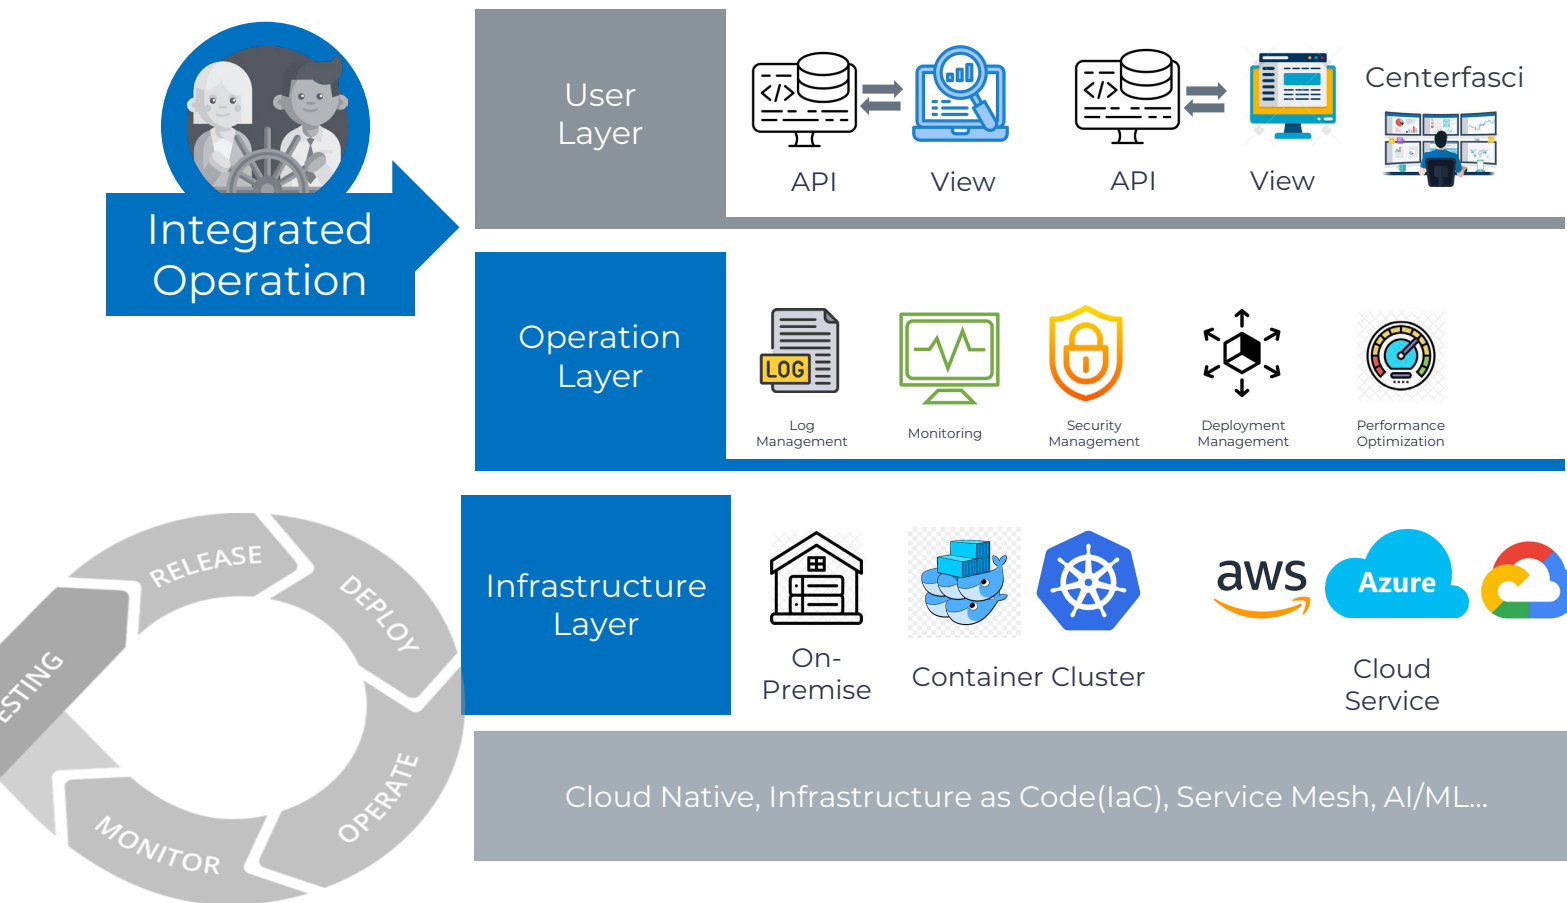 Integrated
Operation
User
Layer
</>
API
View
</>
API
View
Centerfasci
Operation
Layer
LOG
Log
Management
Monitoring
Security
Management
Deployment
Management
Performance
Optimization
Infrastructure
Layer
On-
Premise
Container Cluster
aws
Azure
Cloud
Service
Cloud Native, Infrastructure as Code(IaC), Service Mesh, AI/ML...
RELEASE
DEPLOY
OPERATE
MONITOR
ESTING